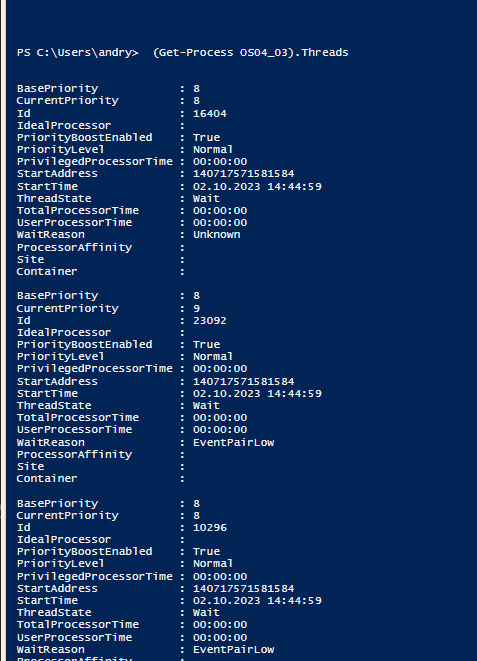 PS C:\Users\andry>  (Get-Process OS04_03).Threads
BasePriority : 8
CurrentPriority : 8
Id : 16404
IdealProcessor :
PriorityBoostEnabled : True
PriorityLevel : Normal
PrivilegedProcessorTime : 00:00:00
StartAddress : 140717571581584
StartTime : 02.10.2023 14:44:59
ThreadState : Wait
TotalProcessorTime : 00:00:00
UserProcessorTime : 00:00:00
WaitReason : Unknown
ProcessorAffinity :
Site :
Container :
BasePriority : 8
CurrentPriority : 9
Id : 23092
IdealProcessor :
PriorityBoostEnabled : True
PriorityLevel : Normal
PrivilegedProcessorTime : 00:00:00
StartAddress : 140717571581584
StartTime : 02.10.2023 14:44:59
ThreadState : Wait
TotalProcessorTime : 00:00:00
UserProcessorTime : 00:00:00
WaitReason : EventPairLow
ProcessorAffinity :
Site :
Container :
BasePriority : 8
CurrentPriority : 8
Id : 10296
IdealProcessor :
PriorityBoostEnabled : True
PriorityLevel : Normal
PrivilegedProcessorTime : 00:00:00
StartAddress : 140717571581584
StartTime : 02.10.2023 14:44:59
ThreadState : Wait
TotalProcessorTime : 00:00:00
UserProcessorTime : 00:00:00
WaitReason : EventPairLow
ProcessorAffinity :